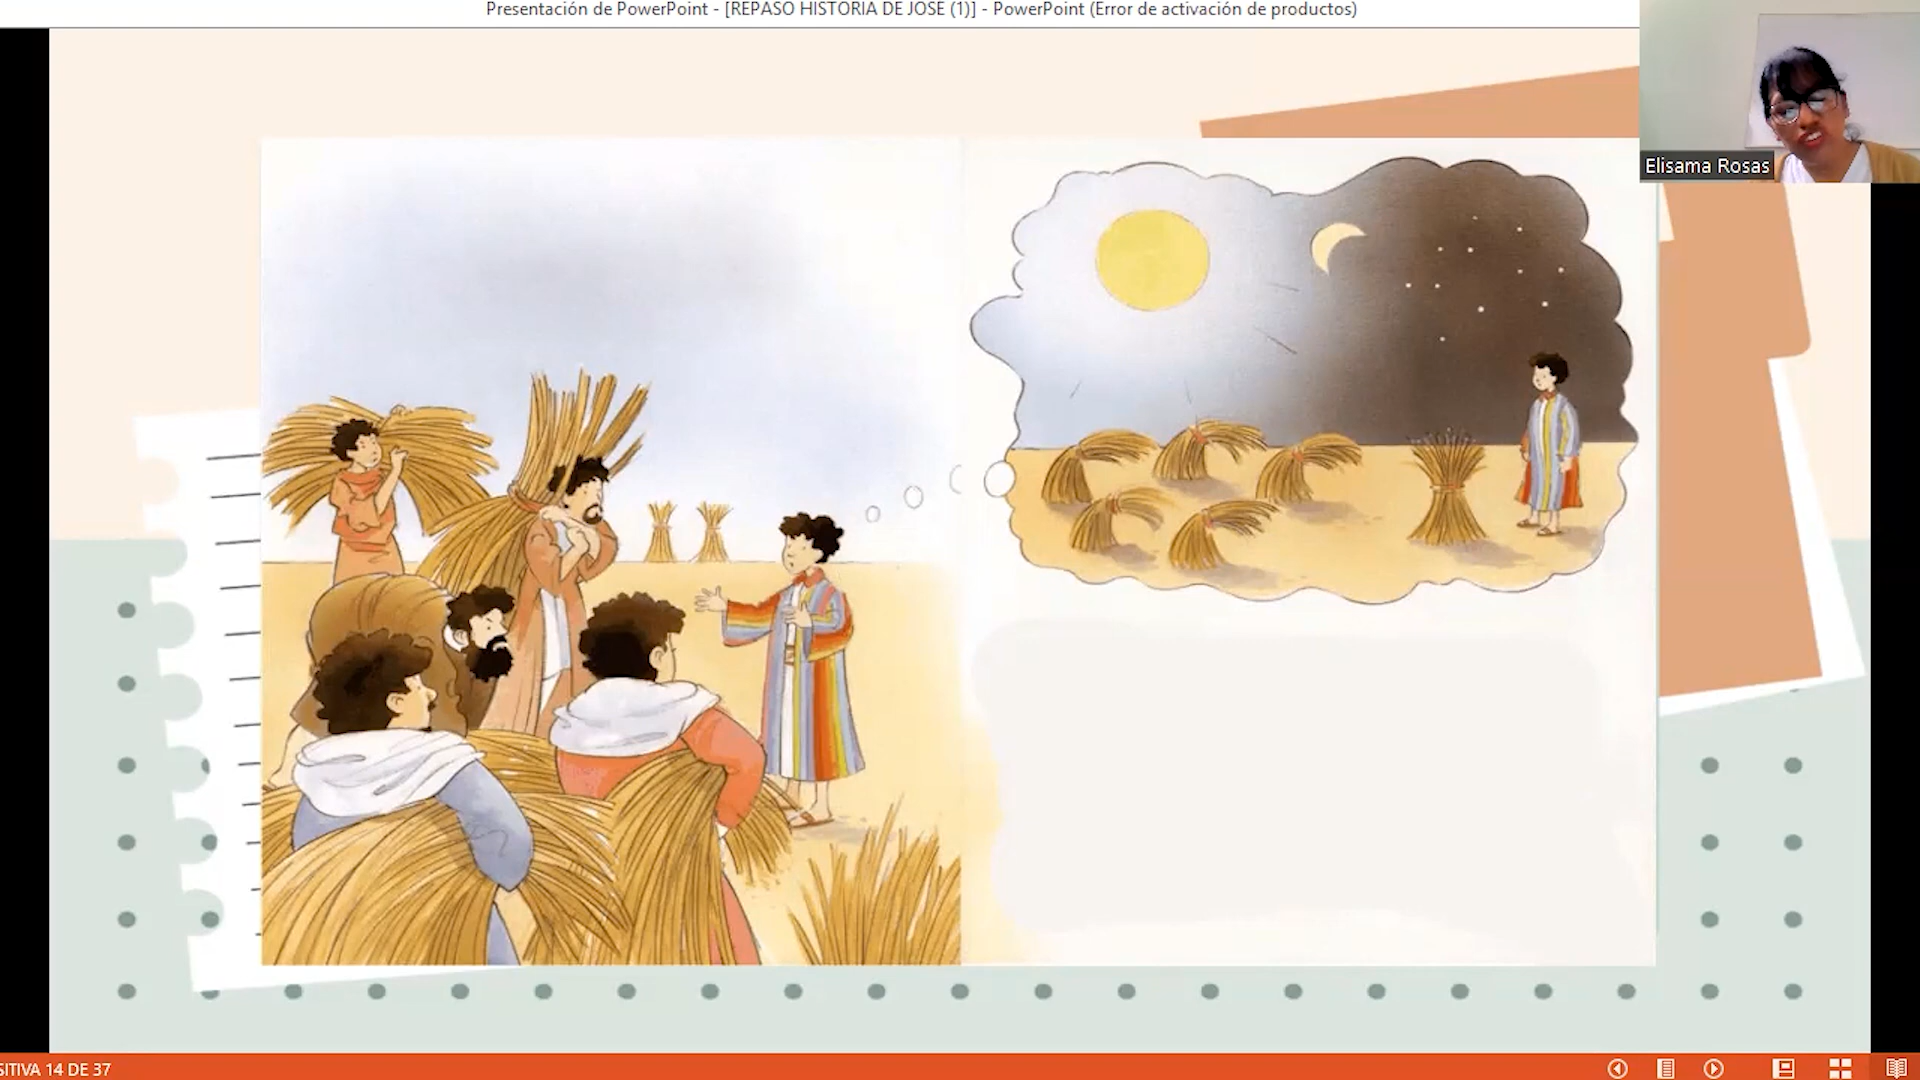 Presentación de PowerPoint - [REPASO HISTORIA DE JOSE (1)] - PowerPoint (Error de activación de productos)
Elisama Rosas
SITIVA 14 DE 37